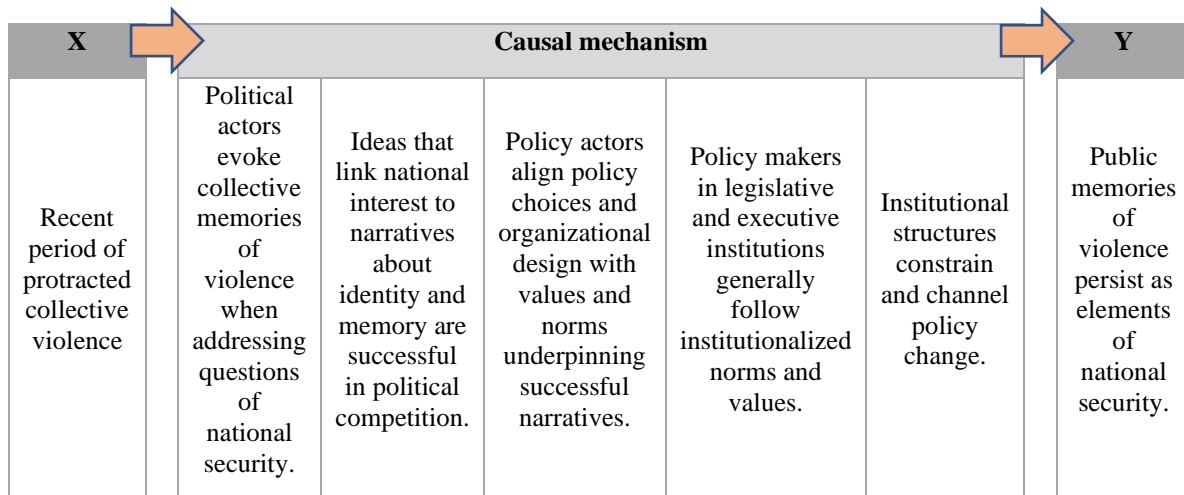 X
Causal mechanism
Y
Recent
period of
protracted
collective
violence
Political
actors
evoke
collective
memories
of
violence
when
addressing
questions
of
national
security.
Ideas that
link national
interest to
narratives
about
identity and
memory are
successful
in political
competition.
Policy actors
align policy
choices and
organizational
design with
values and
norms
underpinning
successful
narratives.
Policy makers
in legislative
and executive
institutions
generally
follow
institutionalized
norms and
values.
Institutional
structures
constrain
and channel
policy
change.
Public
memories
of
violence
persist as
elements
of
national
security.